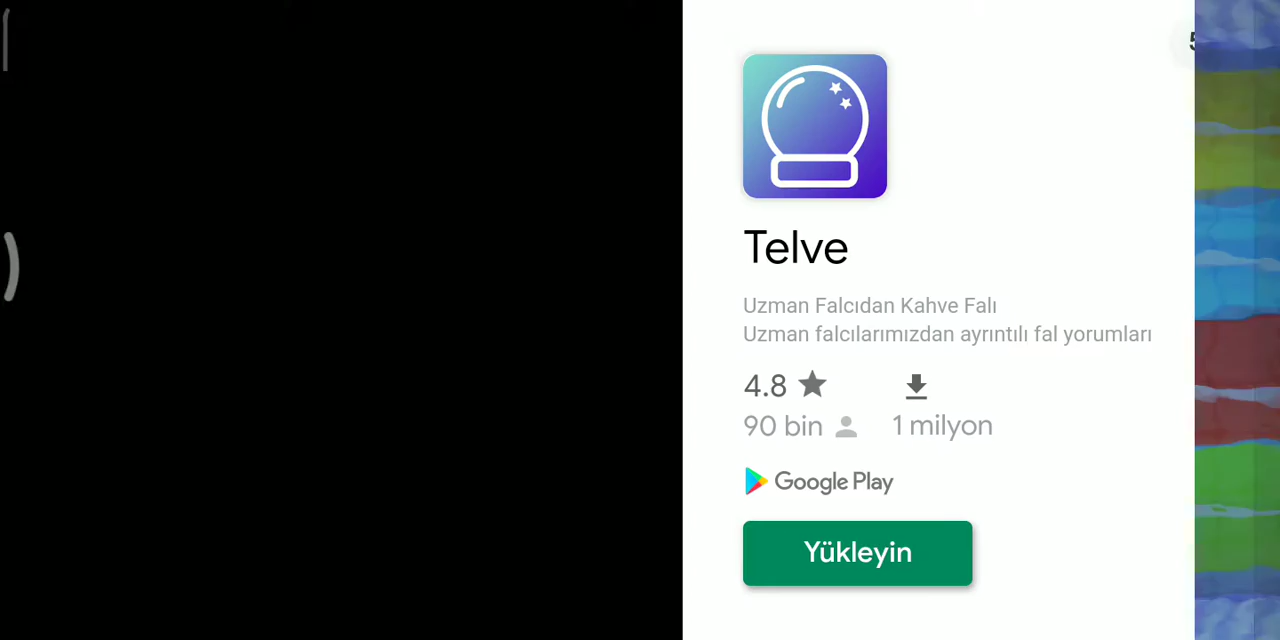 5
Telve
Uzman Falcıdan Kahve Falı
Uzman falcılarımızdan ayrıntılı fal yorumları
4.8
90 bin
1 milyon
Google Play
Yükleyin